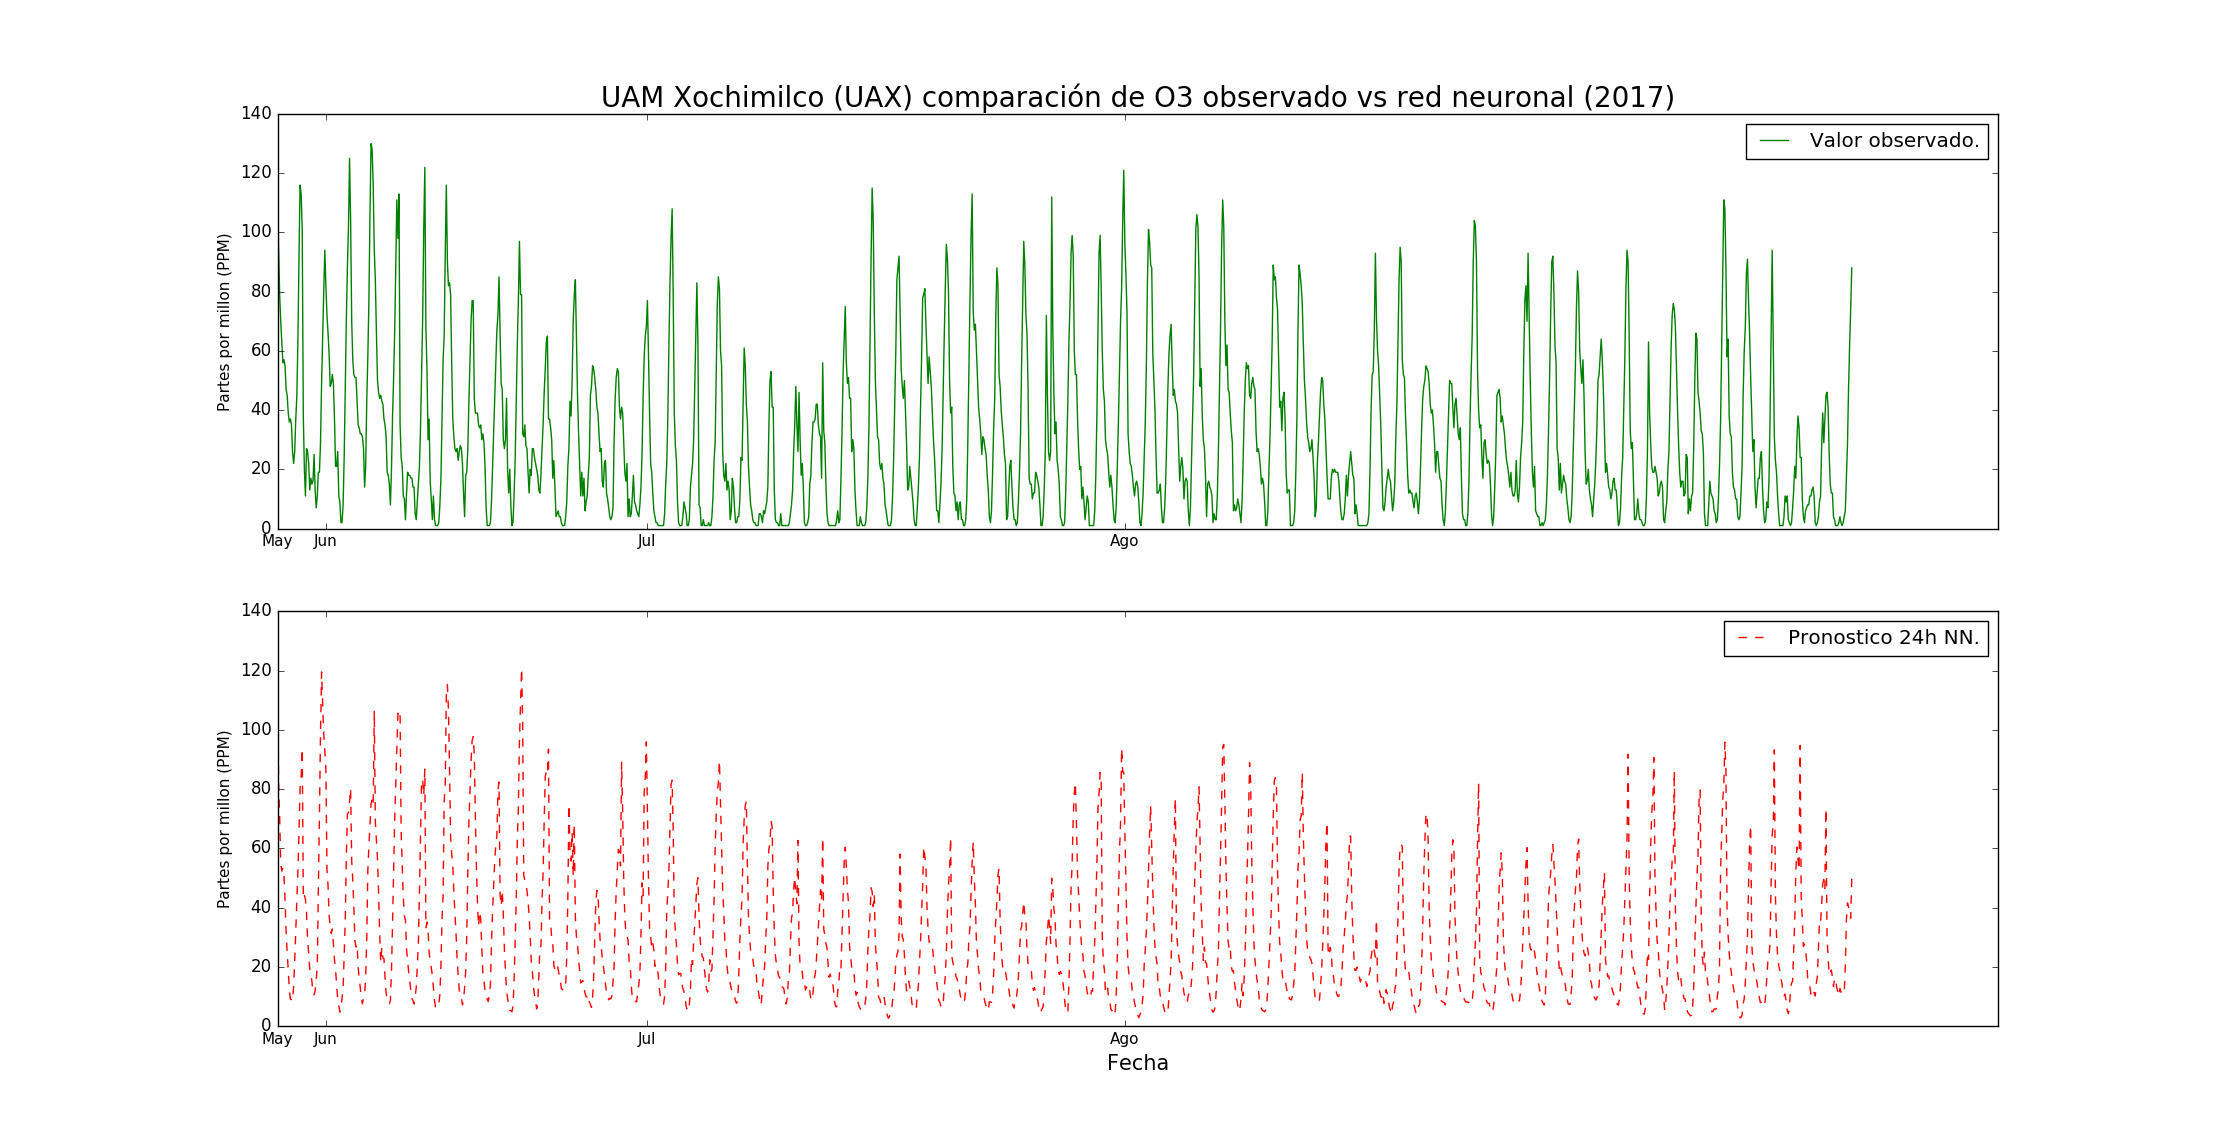 UAM Xochimilco (UAX) comparación de O3 observado vs red neuronal (2017)
140
120
100
80
60
40
20
0
Partes por millon (PPM)
Valor observado.
May Jun Jul Ago
140
120
100
80
60
40
20
0
Partes por millon (PPM)
Pronostico 24h NN.
May Jun Jul Ago
Fecha